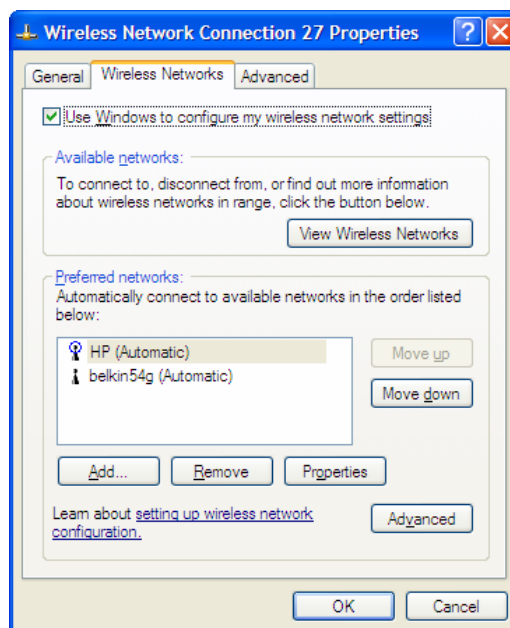 Wireless Network Connection 27 Properties
General Wireless Networks Advanced
Use Windows to configure my wireless network settings
Available networks:
To connect to, disconnect from, or find out more information
about wireless networks in range, click the button below.
View Wireless Networks
Preferred networks:
Automatically connect to available networks in the order listed
below:
HP (Automatic)
Move up
belkin54g (Automatic)
Move down
Add... Remove Properties
Learn about setting up wireless network
configuration.
Advanced
OK Cancel